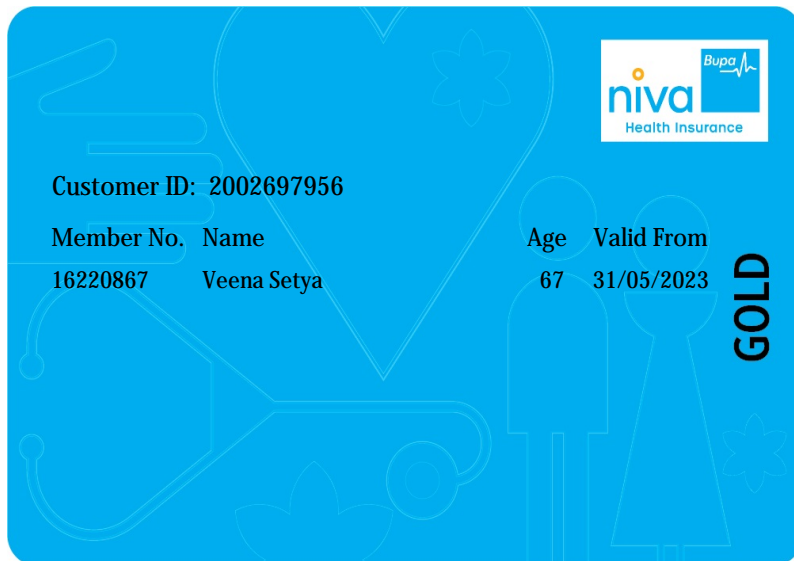 Bupa
niva
Health Insurance
Customer ID: 2002697956
Member No. Name Age Valid From
16220867 Veena Setya 67 31/05/2023
GOLD